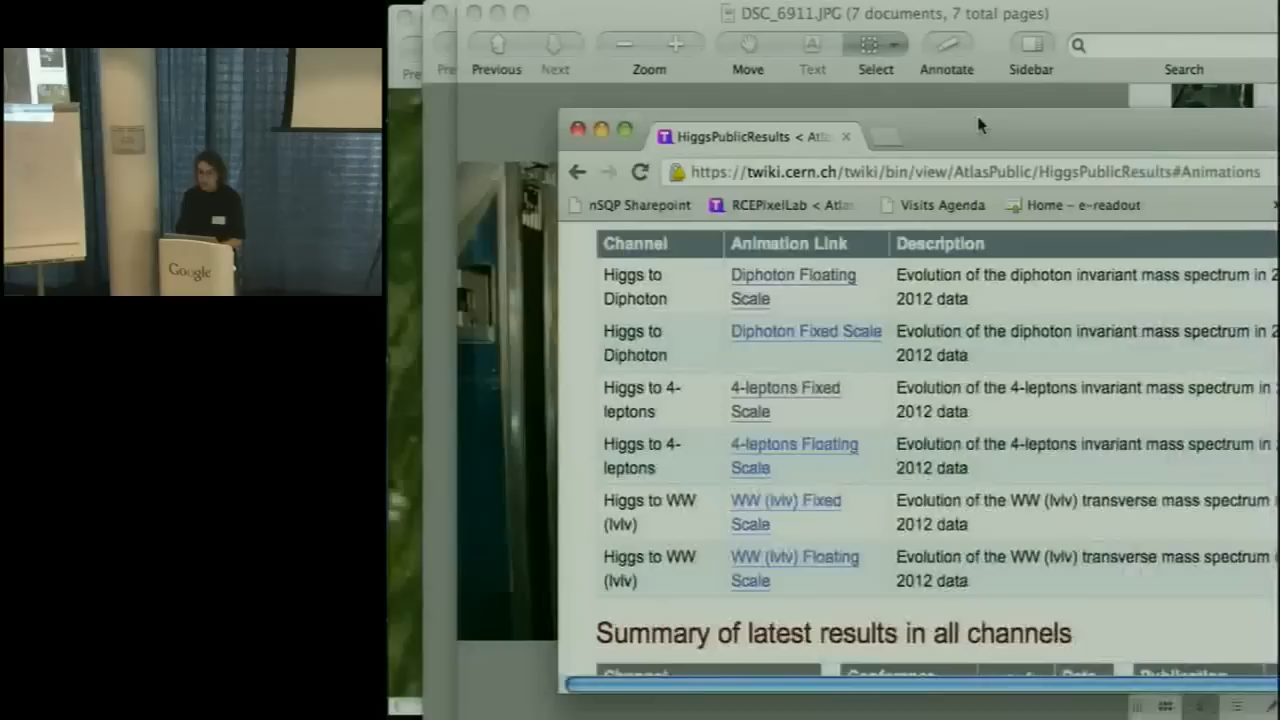 DSC_6911.JPG (7 documents, 7 total pages)
Previous Next Zoom Move Text Select Annotate Sidebar Search
HiggsPublicResults < Atla
https://twiki.cern.ch/twiki/bin/view/AtlasPublic/HiggsPublicResults#Animations
nSQP Sharepoint RCEPixelLab < Atla Visits Agenda Home – e-readout
Channel Animation Link Description
Higgs to Diphoton Floating Evolution of the diphoton invariant mass spectrum in 2
Diphoton Scale 2012 data
Higgs to Diphoton Fixed Scale Evolution of the diphoton invariant mass spectrum in 2
Diphoton 2012 data
Higgs to 4- 4-leptons Fixed Evolution of the 4-leptons invariant mass spectrum in
leptons Scale 2012 data
Higgs to 4- 4-leptons Floating Evolution of the 4-leptons invariant mass spectrum in
leptons Scale 2012 data
Higgs to WW WW (lvlv) Fixed Evolution of the WW (lvlv) transverse mass spectrum
(lvlv) Scale 2012 data
Higgs to WW WW (lvlv) Floating Evolution of the WW (lvlv) transverse mass spectrum
(lvlv) Scale 2012 data
Summary of latest results in all channels
Google